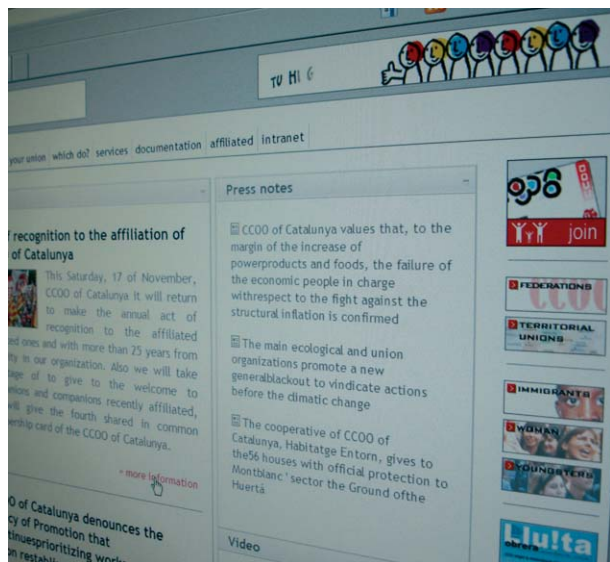 TU HI
your union which do? services documentation affiliated intranet
recognition to the affiliation of
of Catalunya
This Saturday, 17 of November,
CCOO of Catalunya it will return
to make the annual act of
recognition to the affiliated
ones and with more than 25 years from
in our organization. Also we will take
of to give to the welcome to
and companions recently affiliated,
will give the fourth shared in common
card of the CCOO of Catalunya.
» more information
of Catalunya denounces the
of Promotion that
Press notes
CCOO of Catalunya values that, to the
margin of the increase of
powerproducts and foods, the failure of
the economic people in charge
withrespect to the fight against the
structural inflation is confirmed
The main ecological and union
organizations promote a new
generalblackout to vindicate actions
before the climatic change
The cooperative of CCOO of
Catalunya, Habitatge Entorn, gives to
the56 houses with official protection to
Montblanc ' sector the Ground ofthe
Huertá
Video
join
FEDERATIONS
TERRITORIAL
UNIONS
IMMIGRANTS
WOMAN
YOUNGSTERS
Llu!ta
obrera